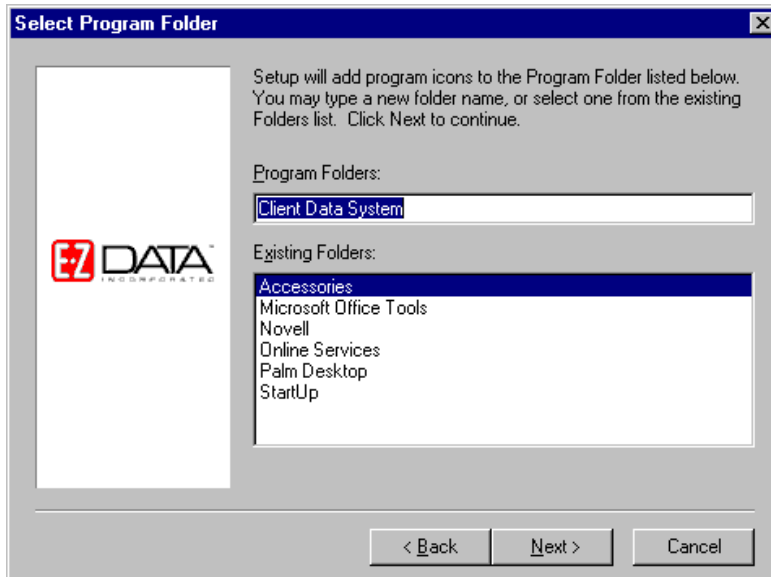 Select Program Folder
Setup will add program icons to the Program Folder listed below.
You may type a new folder name, or select one from the existing
Folders list. Click Next to continue.
Program Folders:
Client Data System
E-Z DATA
INCORPORATED
Existing Folders:
Accessories
Microsoft Office Tools
Novell
Online Services
Palm Desktop
StartUp
< Back
Next >
Cancel